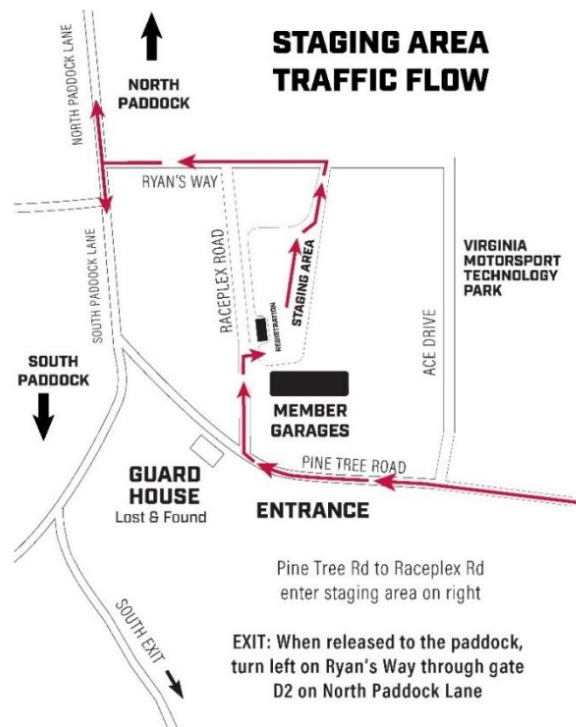 STAGING AREA
TRAFFIC FLOW
NORTH
PADDOCK
NORTH PADDOCK LANE
RYAN'S WAY
SOUTH PADDOCK LANE
RACEPLEX ROAD
STAGING AREA
REGISTRATION
VIRGINIA
MOTORSPORT
TECHNOLOGY
PARK
ACE DRIVE
SOUTH
PADDOCK
MEMBER
GARAGES
PINE TREE ROAD
GUARD
HOUSE
Lost & Found
ENTRANCE
SOUTH EXIT
Pine Tree Rd to Raceplex Rd
enter staging area on right
EXIT: When released to the paddock,
turn left on Ryan's Way through gate
D2 on North Paddock Lane